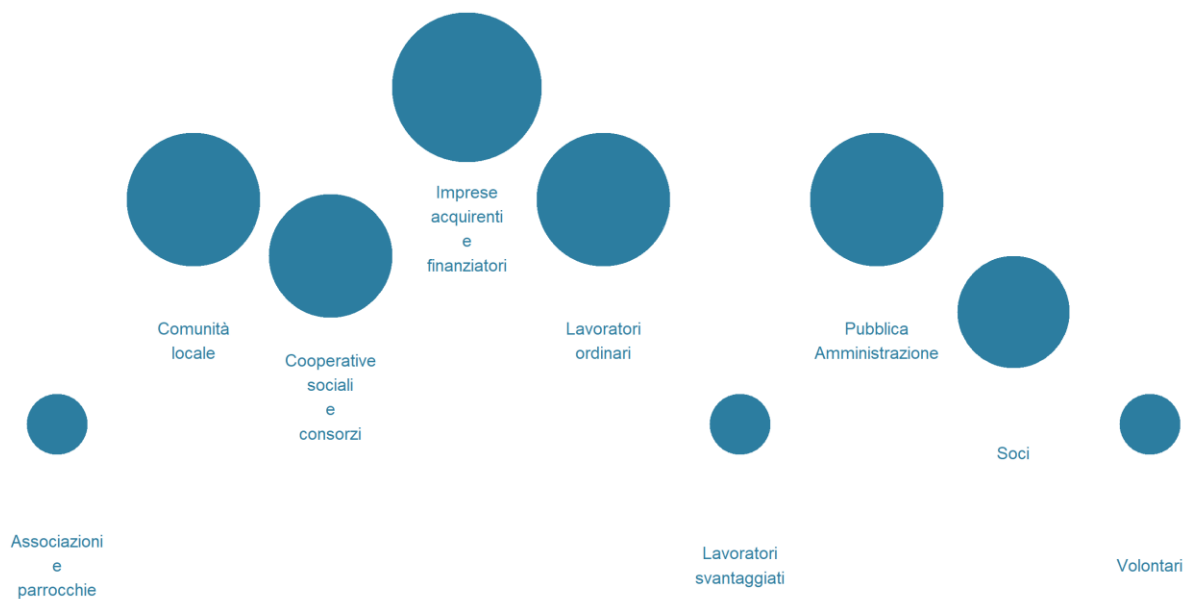 Imprese
acquirenti
e
finanziatori
Comunità
locale
Cooperative
sociali
e
consorzi
Lavoratori
ordinari
Pubblica
Amministrazione
Soci
Associazioni
e
parrocchie
Lavoratori
svantaggiati
Volontari